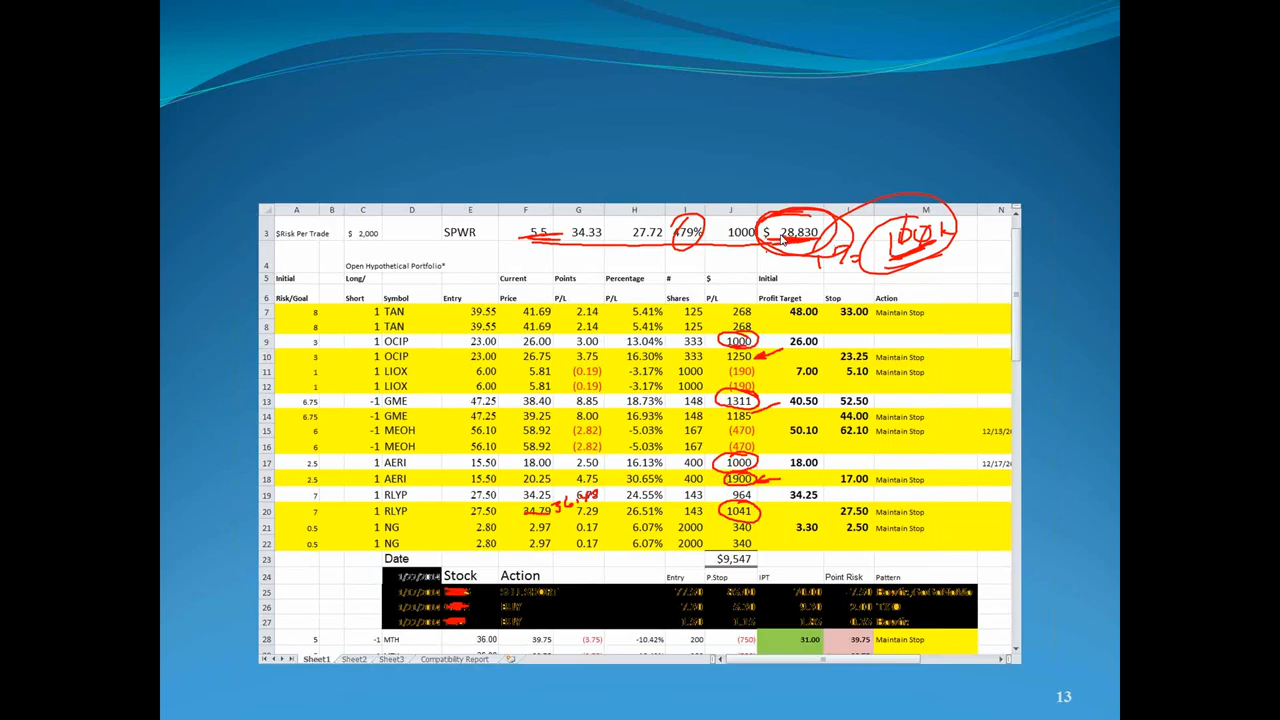 A B C D E F G H I J K L M N
3 $Risk Per Trade $ 2,000 SPWR 5.5 34.33 27.72 479% 1000 $ 28,830
4 Open Hypothetical Portfolio*
5 Initial Long/ Current Points Percentage # $ Initial
6 Risk/Goal Short Symbol Entry Price P/L P/L Shares P/L Profit Target Stop Action
7 8 1 TAN 39.55 41.69 2.14 5.41% 125 268 48.00 33.00 Maintain Stop
8 8 1 TAN 39.55 41.69 2.14 5.41% 125 268
9 3 1 OCIP 23.00 26.00 3.00 13.04% 333 1000 26.00
10 3 1 OCIP 23.00 26.75 3.75 16.30% 333 1250 23.25 Maintain Stop
11 1 1 LIOX 6.00 5.81 (0.19) -3.17% 1000 (190) 7.00 5.10 Maintain Stop
12 1 1 LIOX 6.00 5.81 (0.19) -3.17% 1000 (190)
13 6.75 -1 GME 47.25 38.40 8.85 18.73% 148 1311 40.50 52.50
14 6.75 -1 GME 47.25 39.25 8.00 16.93% 148 1185 44.00 Maintain Stop
15 6 -1 MEOH 56.10 58.92 (2.82) -5.03% 167 (470) 50.10 62.10 Maintain Stop 12/13/20
16 6 -1 MEOH 56.10 58.92 (2.82) -5.03% 167 (470)
17 2.5 1 AERI 15.50 18.00 2.50 16.13% 400 1000 18.00 12/17/20
18 2.5 1 AERI 15.50 20.25 4.75 30.65% 400 1900 17.00 Maintain Stop
19 7 1 RLYP 27.50 34.25 24.55% 143 964 34.25
36.48
20 7 1 RLYP 27.50 34.79 7.29 26.51% 143 1041 27.50 Maintain Stop
21 0.5 1 NG 2.80 2.97 0.17 6.07% 2000 340 3.30 2.50 Maintain Stop
22 0.5 1 NG 2.80 2.97 0.17 6.07% 2000 340
23 Date $9,547
24 1/22/2014 Stock Action Entry P.Stop IPT Point Risk Pattern
25 SELL SHORT
26 BUY
27 BUY
28 5 -1 MTH 36.00 39.75 (3.75) -10.42% 200 (750) 31.00 39.75 Maintain Stop
Sheet1 Sheet2 Sheet3 Compatibility Report
13